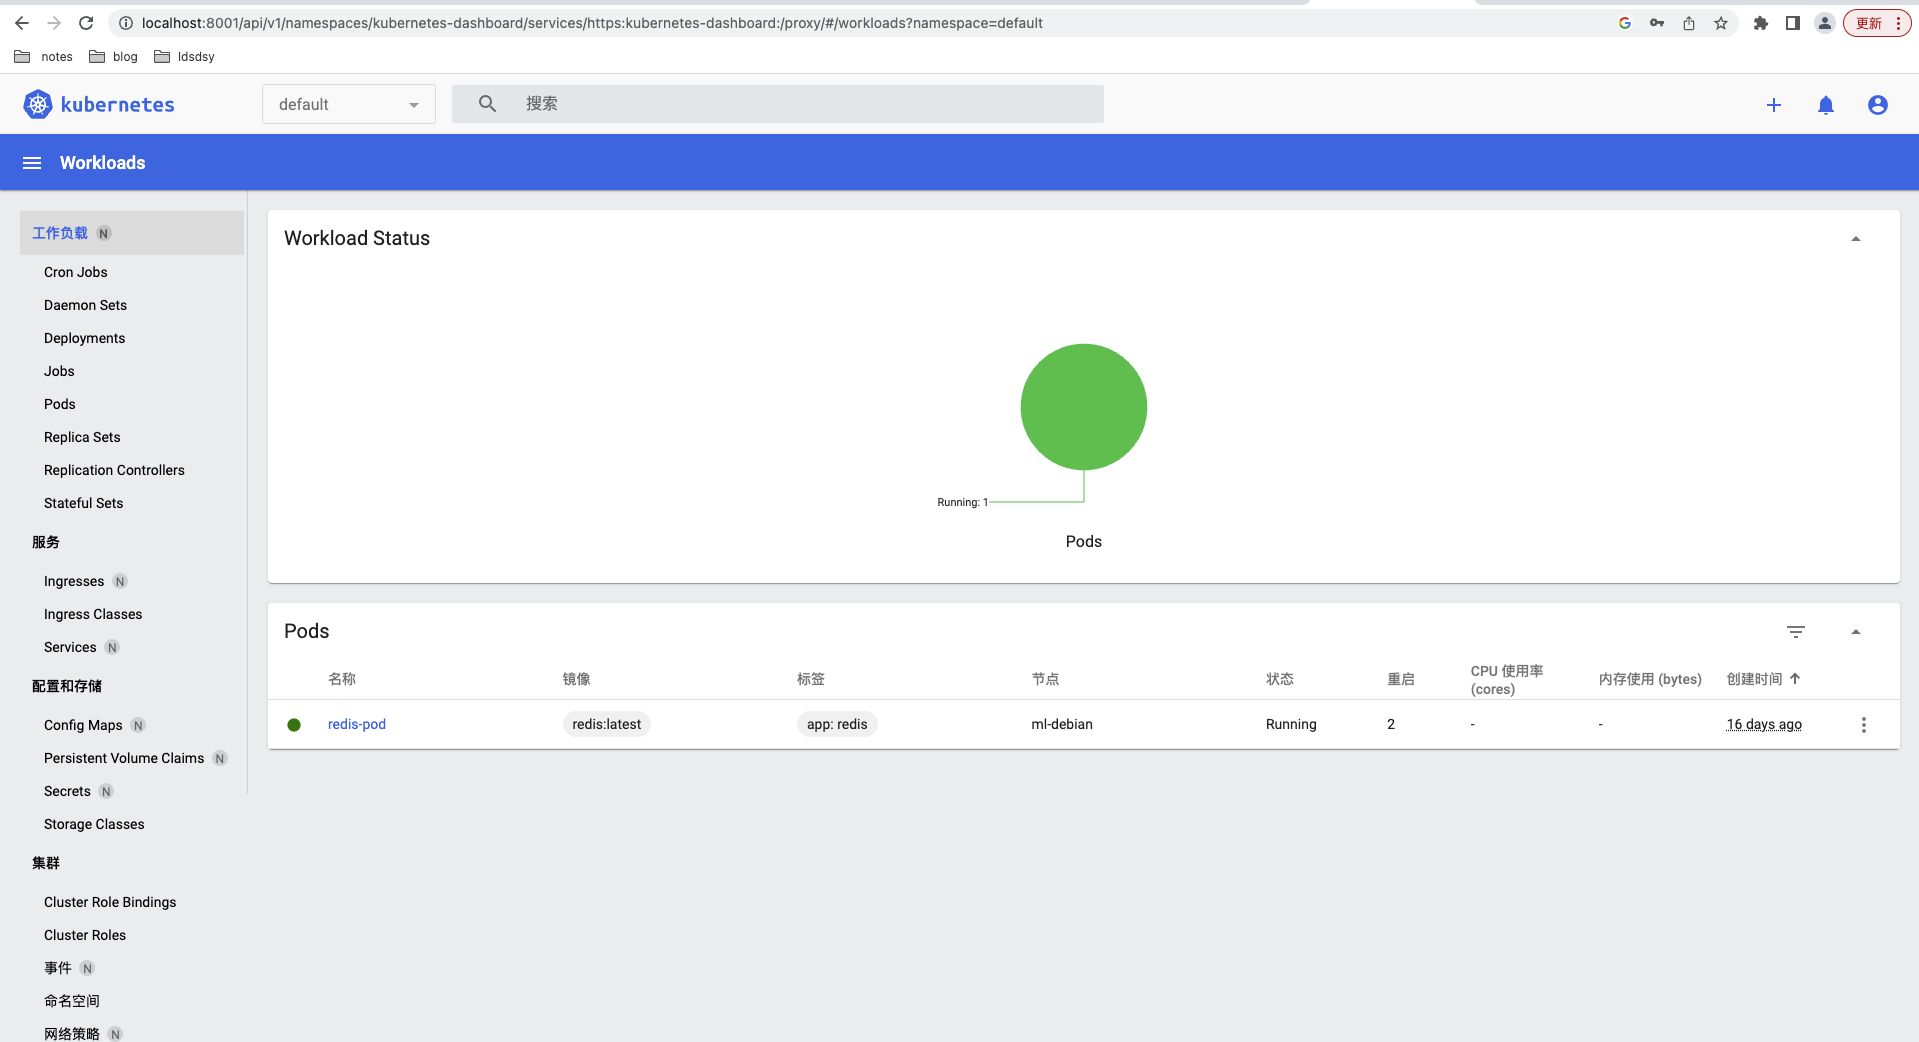 localhost:8001/api/v1/namespaces/kubernetes-dashboard/services/https:kubernetes-dashboard:/proxy/#/workloads?namespace=default
更新
notes blog ldsdsy
kubernetes default 搜索
Workloads
工作负载 N
Cron Jobs
Daemon Sets
Deployments
Jobs
Pods
Replica Sets
Replication Controllers
Stateful Sets
服务
Ingresses N
Ingress Classes
Services N
配置和存储
Config Maps N
Persistent Volume Claims N
Secrets N
Storage Classes
集群
Cluster Role Bindings
Cluster Roles
事件 N
命名空间
网络策略 N
Workload Status
Running: 1
Pods
Pods
名称 镜像 标签 节点 状态 重启 CPU 使用率 (cores) 内存使用 (bytes) 创建时间
redis-pod redis:latest app: redis ml-debian Running 2 - - 16 days ago